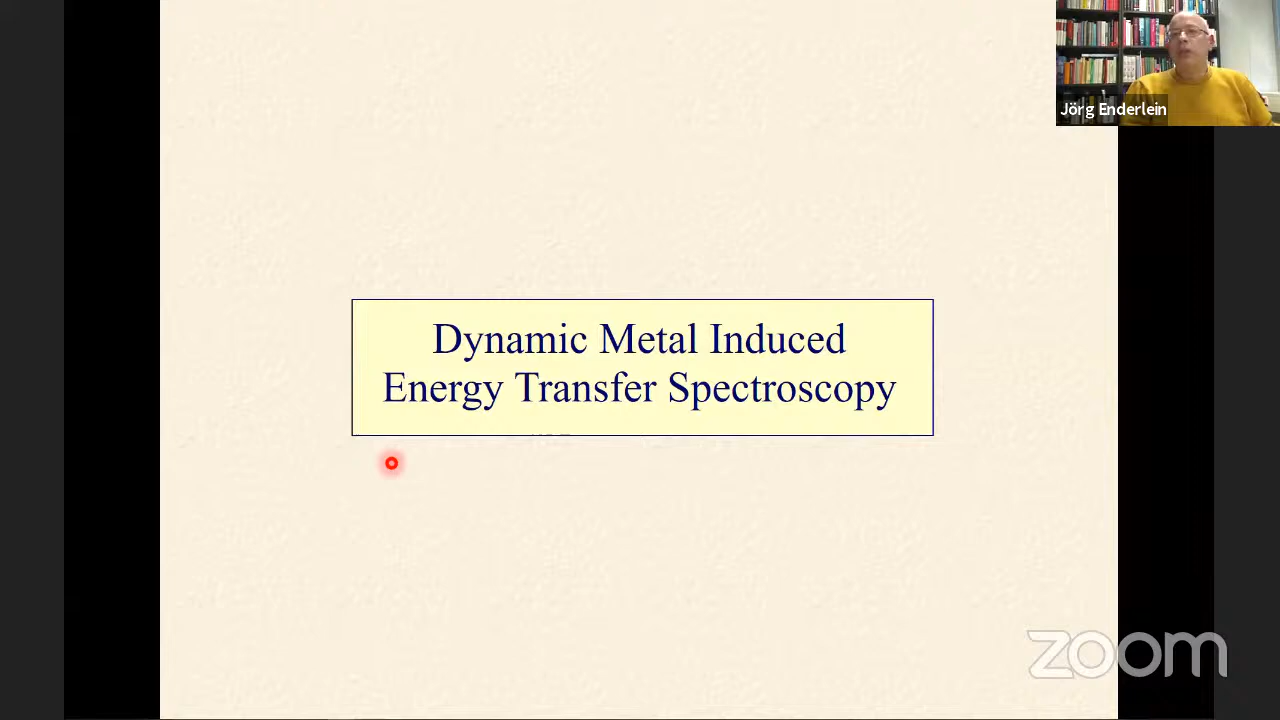 Jörg Enderlein
Dynamic Metal Induced
Energy Transfer Spectroscopy
zoom